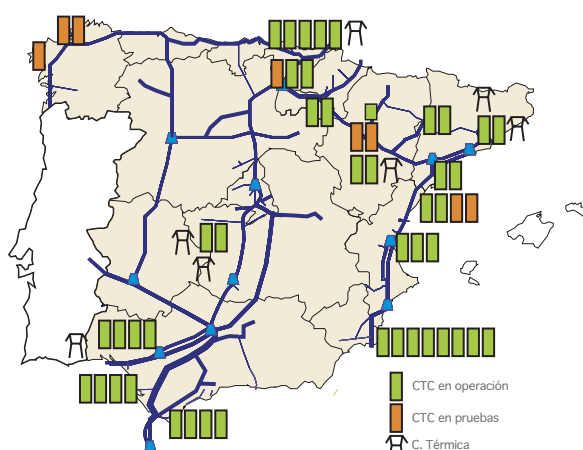 CTC en operación
CTC en pruebas
C. Térmica